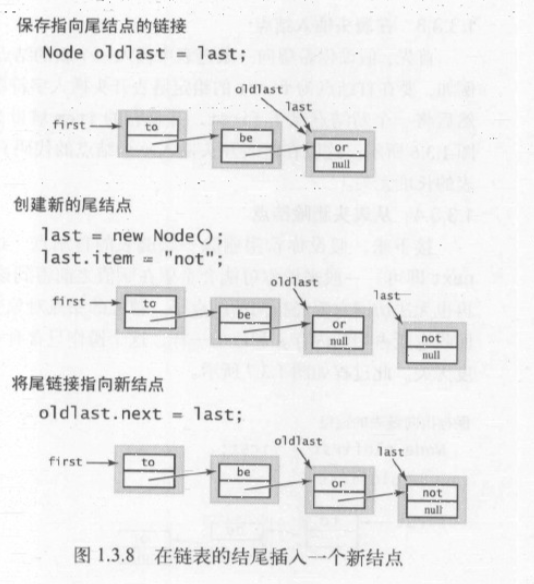 保存指向尾结点的链接
Node oldlast = last;
oldlast
last
first
to
be
or
null
创建新的尾结点
last = new Node();
last.item = "not";
oldlast
last
first
to
be
or
null
not
null
将尾链接指向新结点
oldlast.next = last;
oldlast
last
first
to
be
or
not
null
图 1.3.8 在链表的结尾插入一个新结点